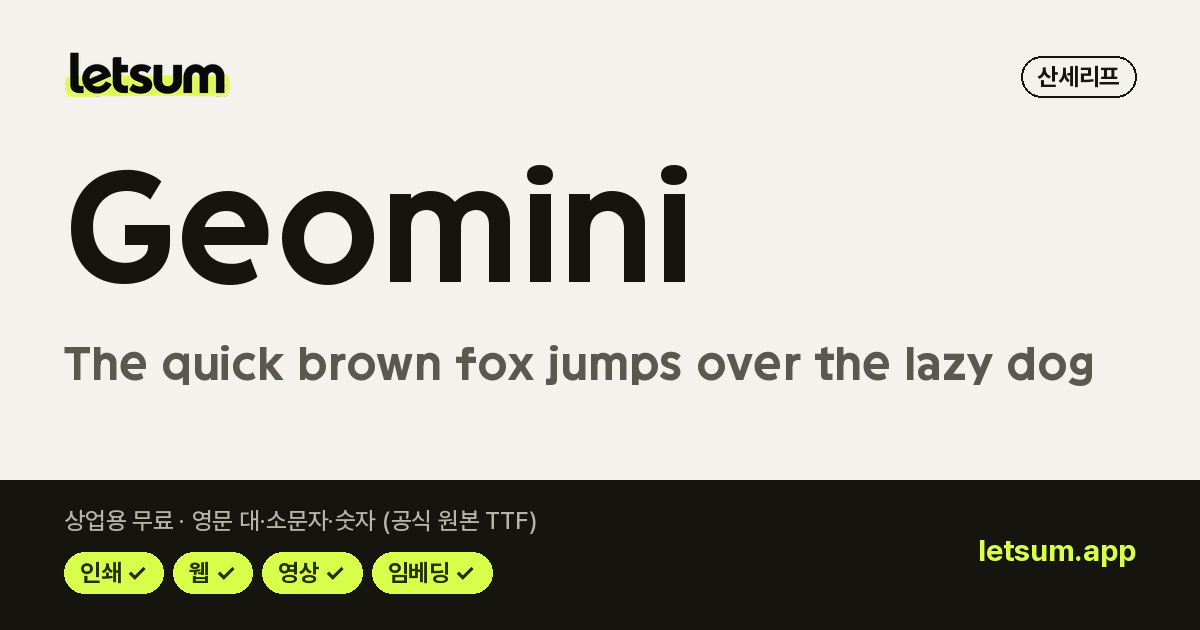 letsum
산세리프
Geomini
The quick brown fox jumps over the lazy dog
상업용 무료 · 영문 대·소문자·숫자 (공식 원본 TTF)
인쇄 ✓ 웹 ✓ 영상 ✓ 임베딩 ✓
letsum.app